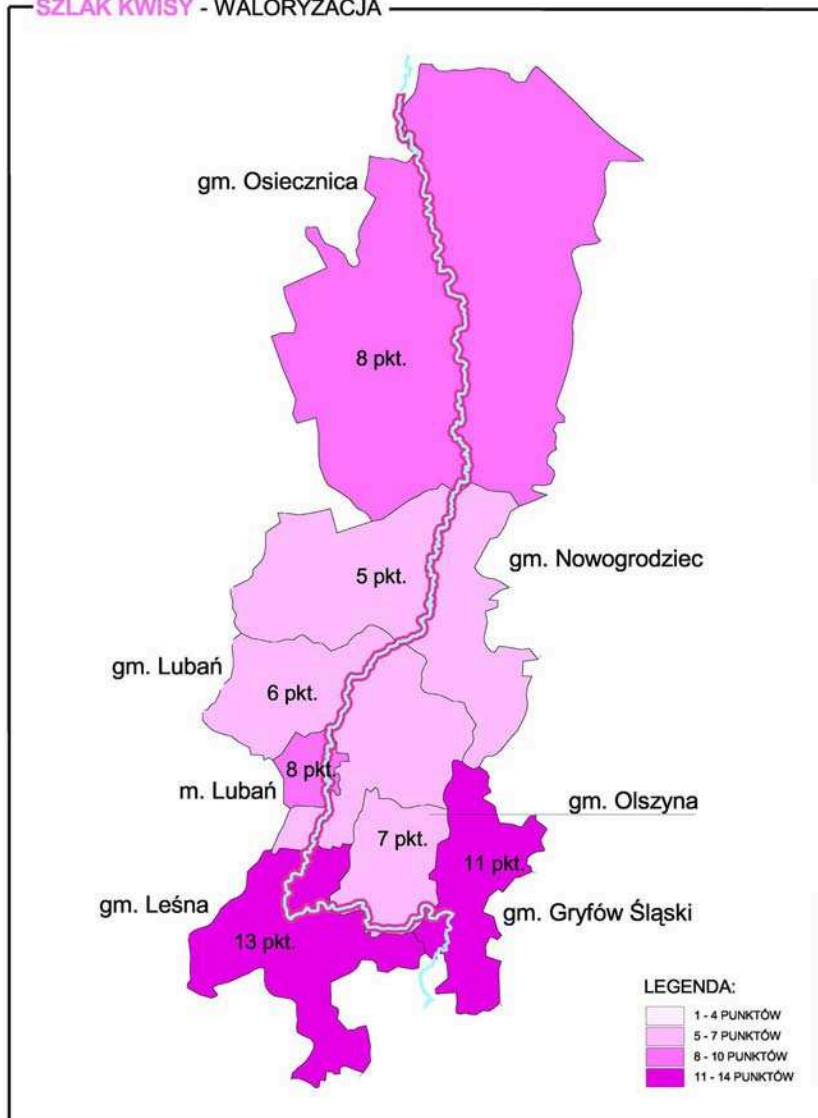 SZLAK KWISY - WALORYZACJA
gm. Osiecznica
8 pkt.
5 pkt.
gm. Nowogrodziec
gm. Lubań
6 pkt.
8 pkt.
m. Lubań
gm. Olszyna
7 pkt.
11 pkt.
gm. Leśna
gm. Gryfów Śląski
13 pkt.
LEGENDA:
1 - 4 PUNKTÓW
5 - 7 PUNKTÓW
8 - 10 PUNKTÓW
11 - 14 PUNKTÓW